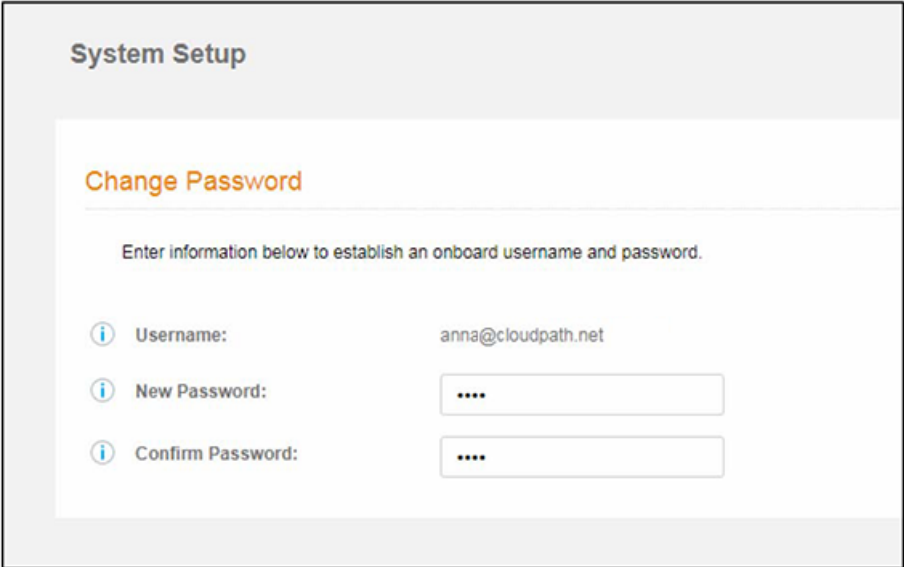 System Setup
Change Password
Enter information below to establish an onboard username and password.
Username: anna@cloudpath.net
New Password: ••••
Confirm Password: ••••